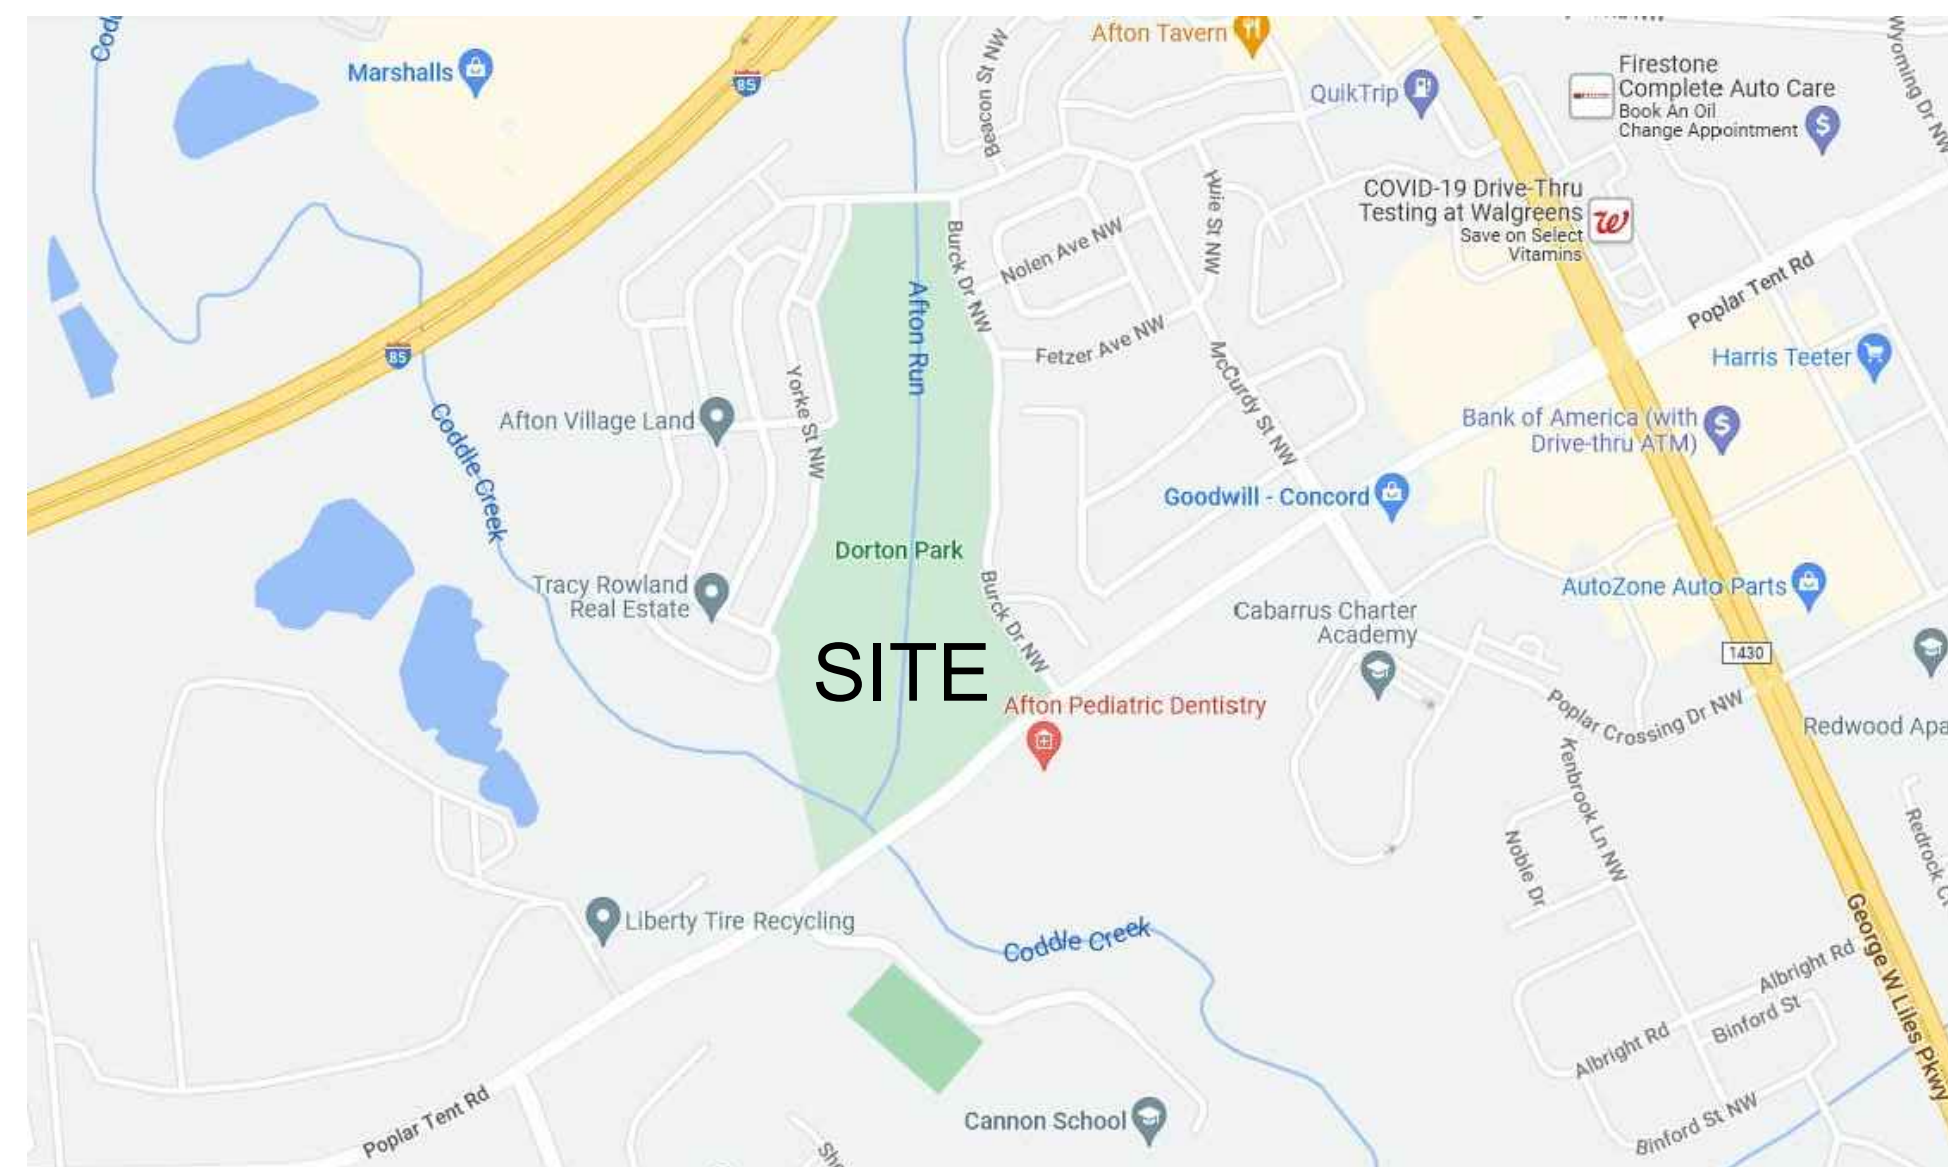 Afton Tavern
Marshalls
85
Beacon St NW
QuikTrip
Firestone
Complete Auto Care
Book An Oil
Change Appointment
Wyoming Dr NW
COVID-19 Drive-Thru
Testing at Walgreens
Save on Select
Vitamins
Huie St NW
Burck Dr NW
Nolen Ave NW
Afton Run
Poplar Tent Rd
85
Fetzer Ave NW
Harris Teeter
Yorke St NW
McCurdy St NW
Afton Village Land
Coddle Creek
Bank of America (with
Drive-thru ATM)
Goodwill - Concord
Dorton Park
Tracy Rowland
Real Estate
Burck Dr NW
AutoZone Auto Parts
Cabarrus Charter
Academy
SITE
1430
Afton Pediatric Dentistry
Poplar Crossing Dr NW
Redwood Apa
Kenbrook Ln NW
Noble Dr
Redrock C
Liberty Tire Recycling
Coddle Creek
George W Liles Pkwy
Albright Rd
Binford St
Albright Rd
Poplar Tent Rd
Cannon School
Binford St NW